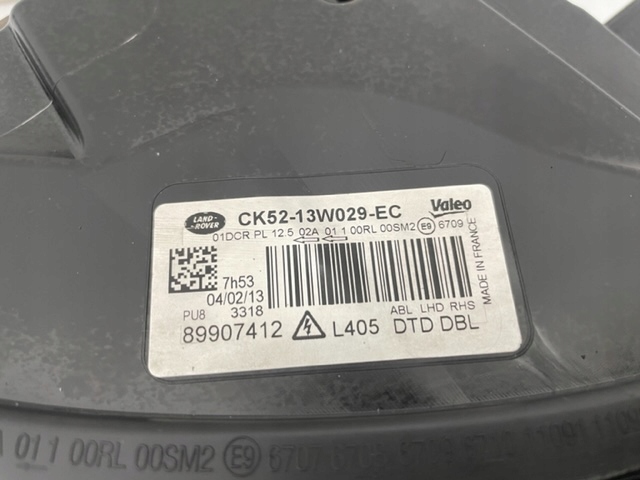 LAND-
ROVER
CK52-13W029-EC
Valeo
01DCR PL 12.5 02A 01 1 00RL 00SM2 E9 6709
7h53
04/02/13
PU8 3318
ABL LHD RHS
MADE IN FRANCE
89907412 L405 DTD DBL
A 01 1 00RL 00SM2 E9 6707